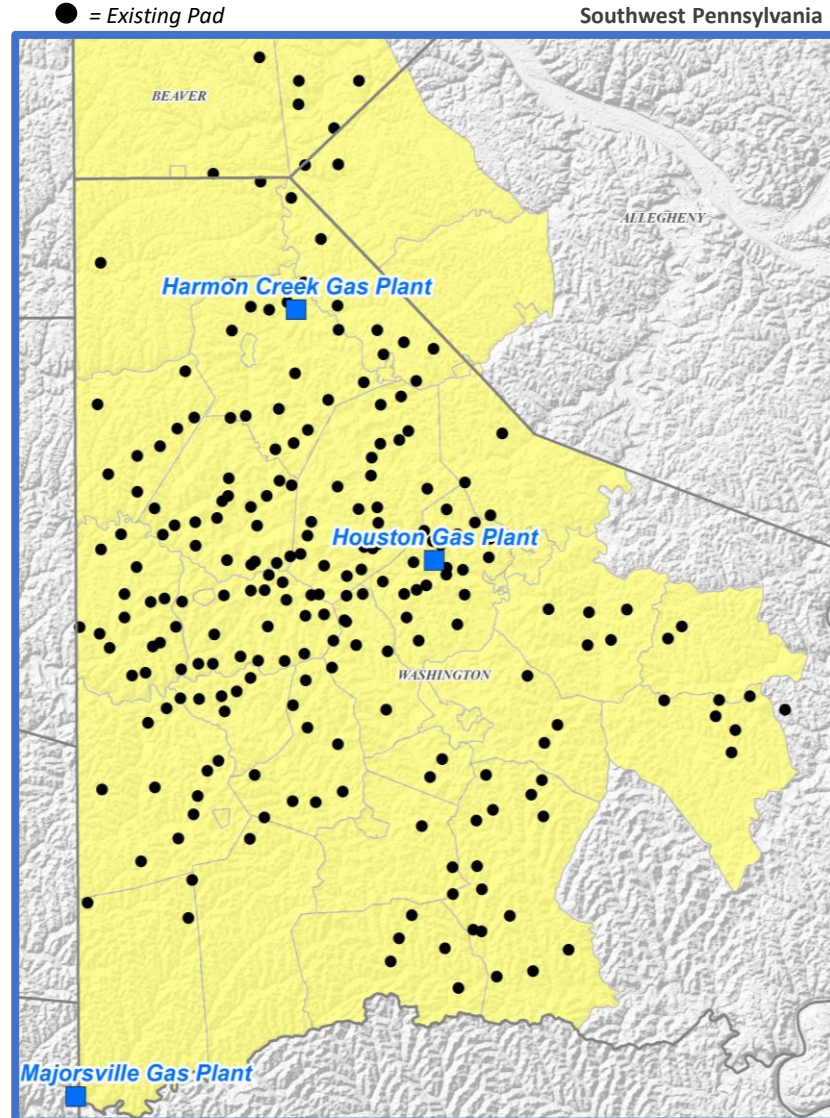 = Existing Pad
Southwest Pennsylvania
BEAVER
ALLEGHENY
Harmon Creek Gas Plant
Houston Gas Plant
WASHINGTON
Majorsville Gas Plant